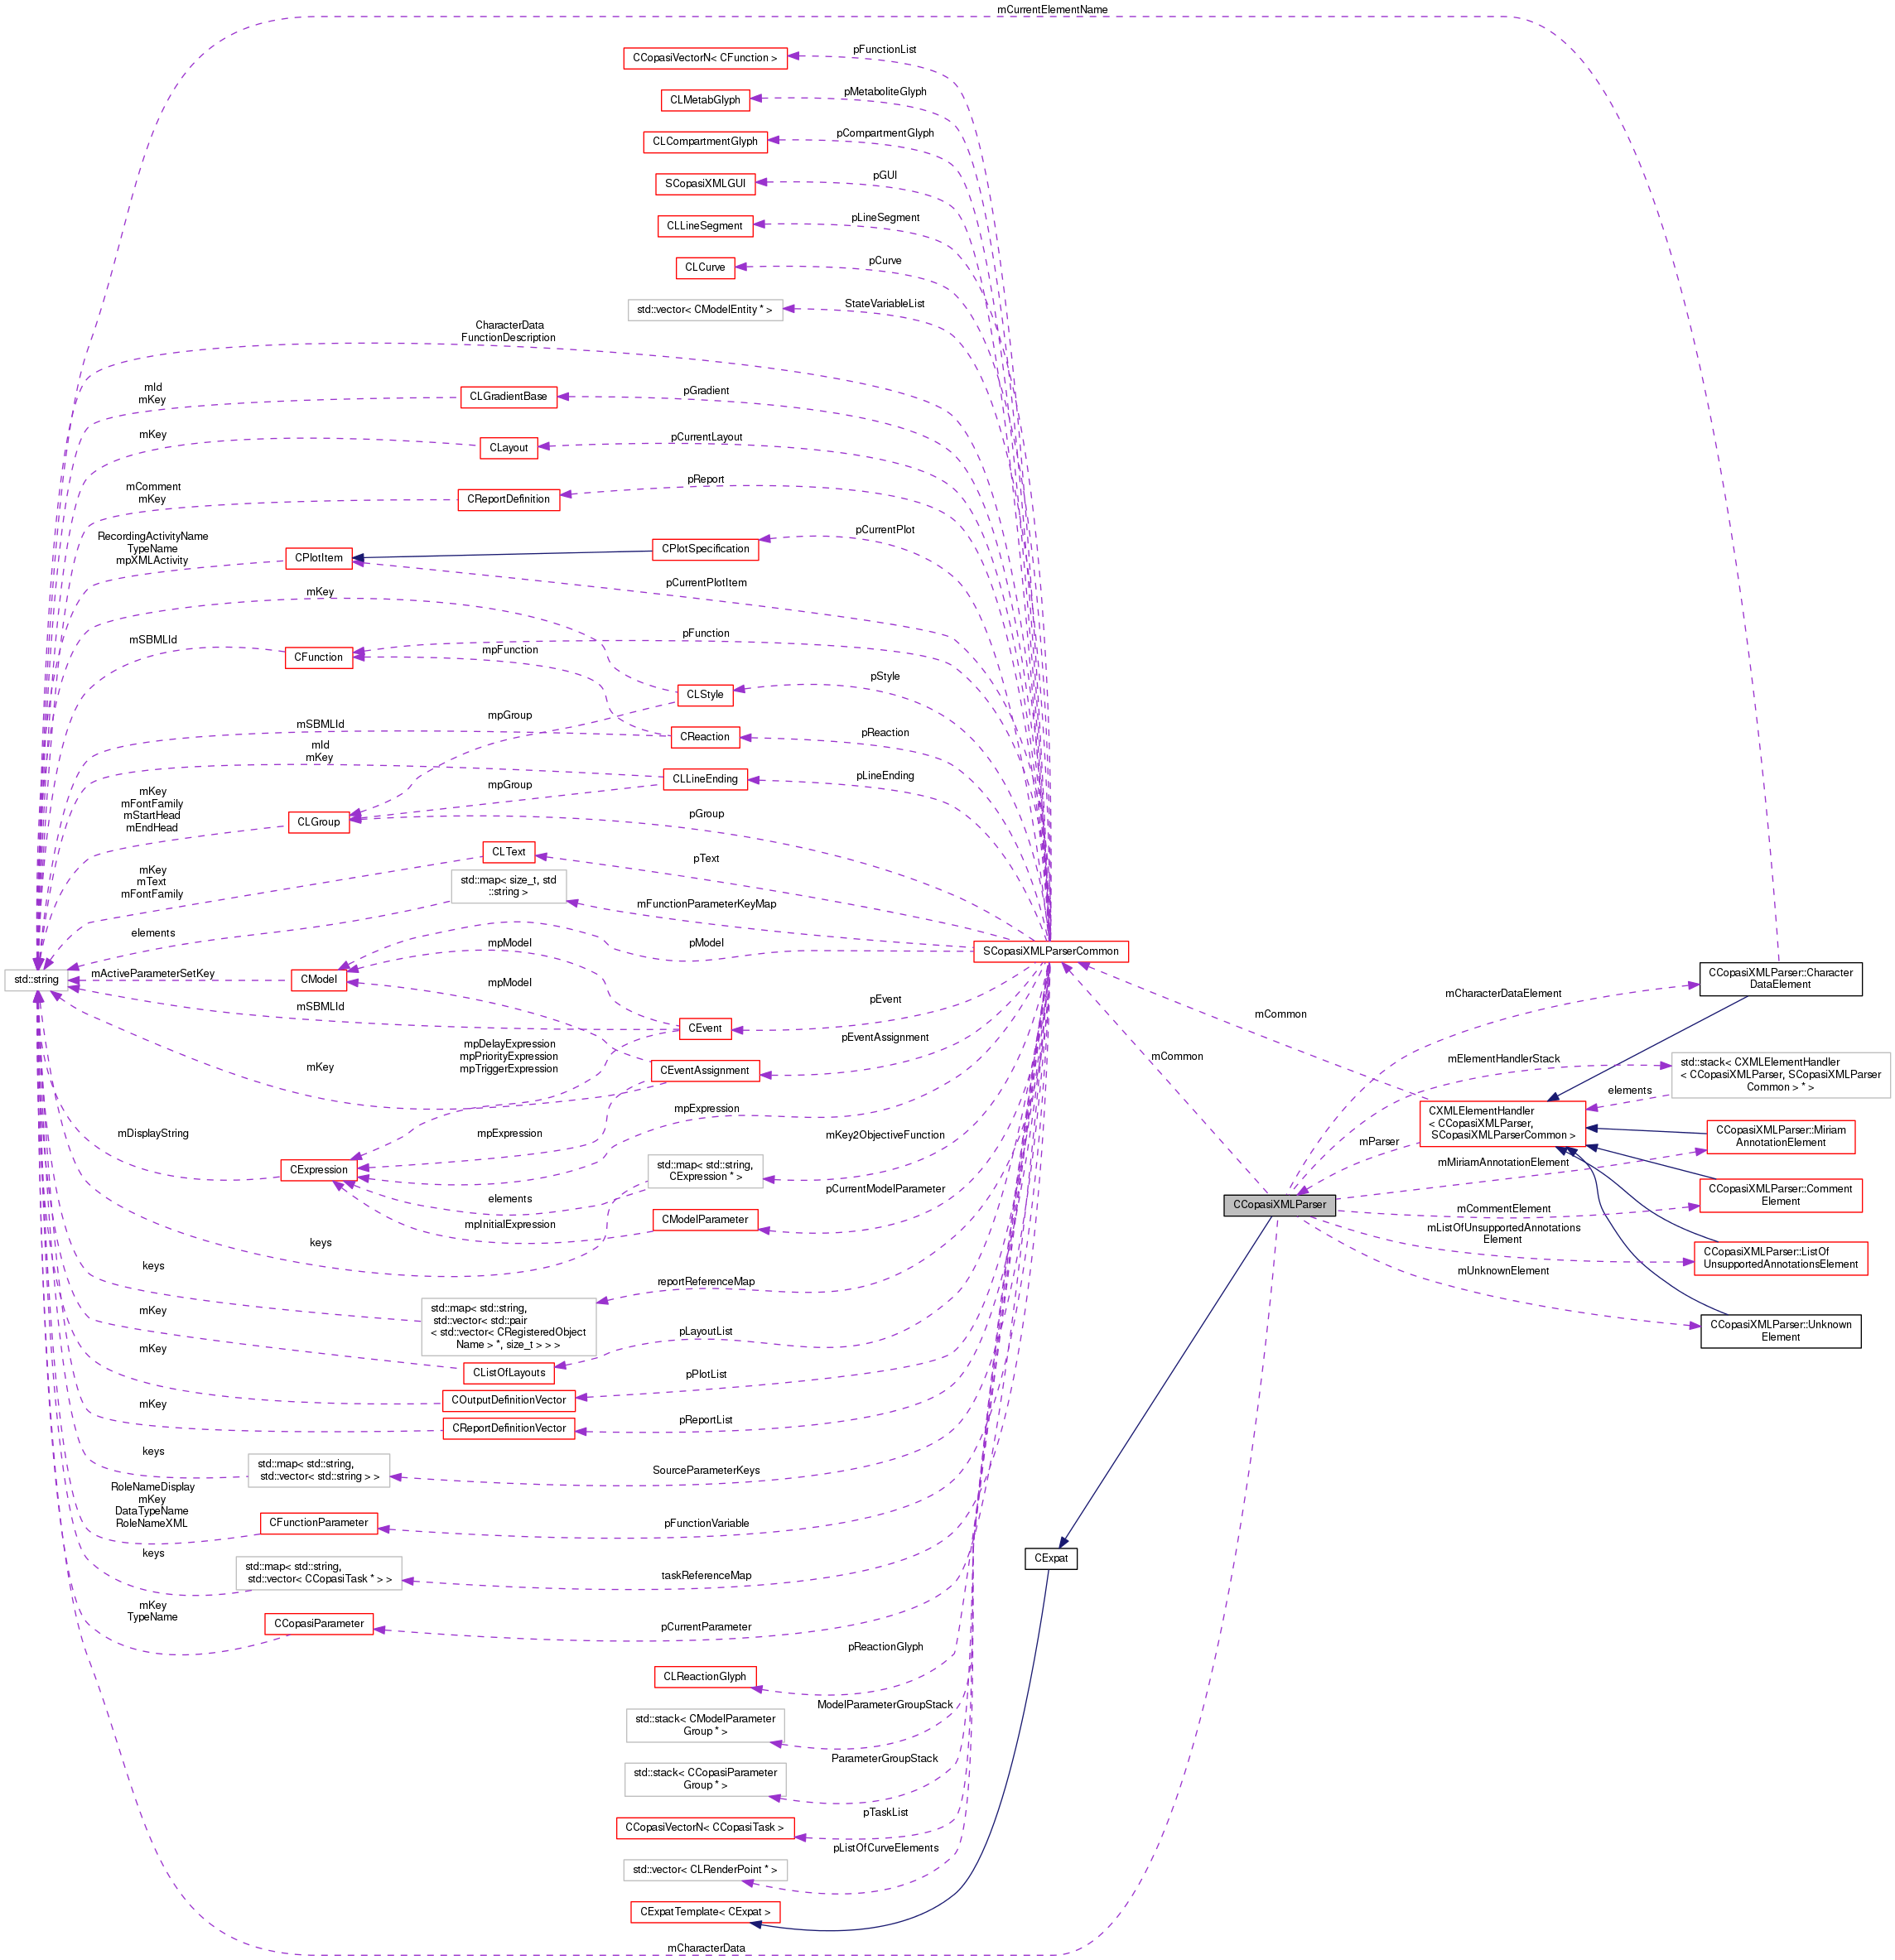 mCurrentElementName
pFunctionList
CCopasiVectorN< CFunction >
pMetaboliteGlyph
CLMetabGlyph
pCompartmentGlyph
CLCompartmentGlyph
pGUI
SCopasiXMLGUI
pLineSegment
CLLineSegment
pCurve
CLCurve
StateVariableList
std::vector< CModelEntity * >
CharacterData
FunctionDescription
mId
mKey
CLGradientBase
pGradient
mKey
CLayout
pCurrentLayout
mComment
mKey
CReportDefinition
pReport
RecordingActivityName
TypeName
mpXMLActivity
CPlotItem
CPlotSpecification
pCurrentPlot
pCurrentPlotItem
mKey
mSBMLId
CFunction
mpFunction
pFunction
CLStyle
pStyle
mpGroup
mSBMLId
CReaction
pReaction
mId
mKey
CLLineEnding
pLineEnding
mpGroup
mKey
mFontFamily
mStartHead
mEndHead
CLGroup
pGroup
CLText
pText
mKey
mText
mFontFamily
std::map< size_t, std
::string >
mFunctionParameterKeyMap
elements
std::string
mActiveParameterSetKey
CModel
mpModel
pModel
mpModel
SCopasiXMLParserCommon
mSBMLId
CEvent
pEvent
mKey
mpDelayExpression
mpPriorityExpression
mpTriggerExpression
CEventAssignment
pEventAssignment
mpExpression
mDisplayString
CExpression
mpExpression
std::map< std::string,
CExpression * >
mKey2ObjectiveFunction
elements
keys
mpInitialExpression
CModelParameter
pCurrentModelParameter
keys
std::map< std::string,
std::vector< std::pair
< std::vector< CRegisteredObject
Name > *, size_t > > >
reportReferenceMap
mKey
CListOfLayouts
pLayoutList
mKey
COutputDefinitionVector
pPlotList
mKey
CReportDefinitionVector
pReportList
keys
std::map< std::string,
std::vector< std::string > >
SourceParameterKeys
RoleNameDisplay
mKey
DataTypeName
RoleNameXML
CFunctionParameter
pFunctionVariable
keys
std::map< std::string,
std::vector< CCopasiTask * > >
taskReferenceMap
mKey
TypeName
CCopasiParameter
pCurrentParameter
CLReactionGlyph
pReactionGlyph
std::stack< CModelParameter
Group * >
ModelParameterGroupStack
std::stack< CCopasiParameter
Group * >
ParameterGroupStack
CCopasiVectorN< CCopasiTask >
pTaskList
std::vector< CLRenderPoint * >
pListOfCurveElements
CExpatTemplate< CExpat >
mCharacterData
CExpat
mCommon
mCommon
CCopasiXMLParser
mCharacterDataElement
CCopasiXMLParser::Character
DataElement
mElementHandlerStack
std::stack< CXMLElementHandler
< CCopasiXMLParser, SCopasiXMLParser
Common > * >
elements
CXMLElementHandler
< CCopasiXMLParser,
SCopasiXMLParserCommon >
mParser
CCopasiXMLParser::Miriam
AnnotationElement
mMiriamAnnotationElement
CCopasiXMLParser::Comment
Element
mCommentElement
mListOfUnsupportedAnnotations
Element
CCopasiXMLParser::ListOf
UnsupportedAnnotationsElement
mUnknownElement
CCopasiXMLParser::Unknown
Element